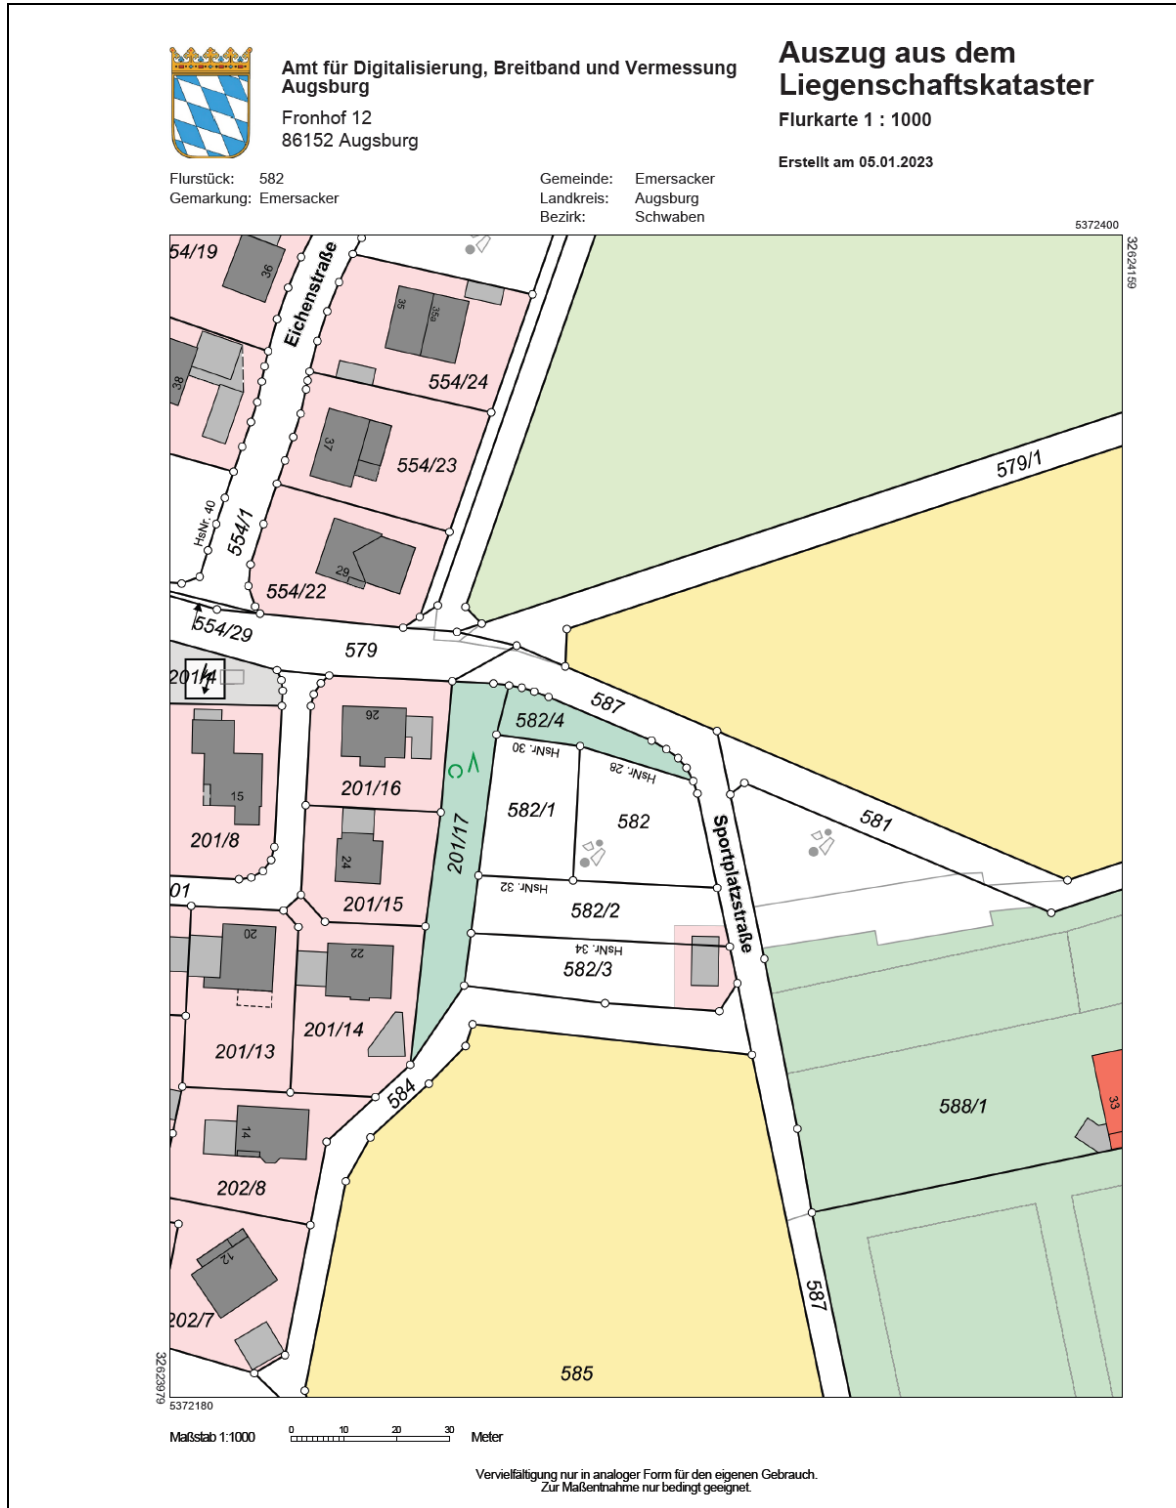 Amt für Digitalisierung, Breitband und Vermessung
Augsburg
Fronhof 12
86152 Augsburg
Auszug aus dem
Liegenschaftskataster
Flurkarte 1 : 1000
Erstellt am 05.01.2023
Flurstück: 582
Gemarkung: Emersacker
Gemeinde: Emersacker
Landkreis: Augsburg
Bezirk: Schwaben
5372400
32624159
54/19
36
Eichenstraße
35
35a
554/24
38
37
554/23
579/1
HsNr. 40
554/1
29
554/22
554/29
579
201/4
587
582/4
26
HsNr. 30
HsNr. 28
201/16
15
582/1
582
581
201/8
24
201/17
Sportplatzstraße
01
201/15
HsNr. 32
582/2
20
22
HsNr. 34
582/3
201/14
201/13
584
588/1
33
14
202/8
12
587
202/7
585
32623979
5372180
Maßstab 1:1000
0 10 20 30
Meter
Vervielfältigung nur in analoger Form für den eigenen Gebrauch.
Zur Maßentnahme nur bedingt geeignet.